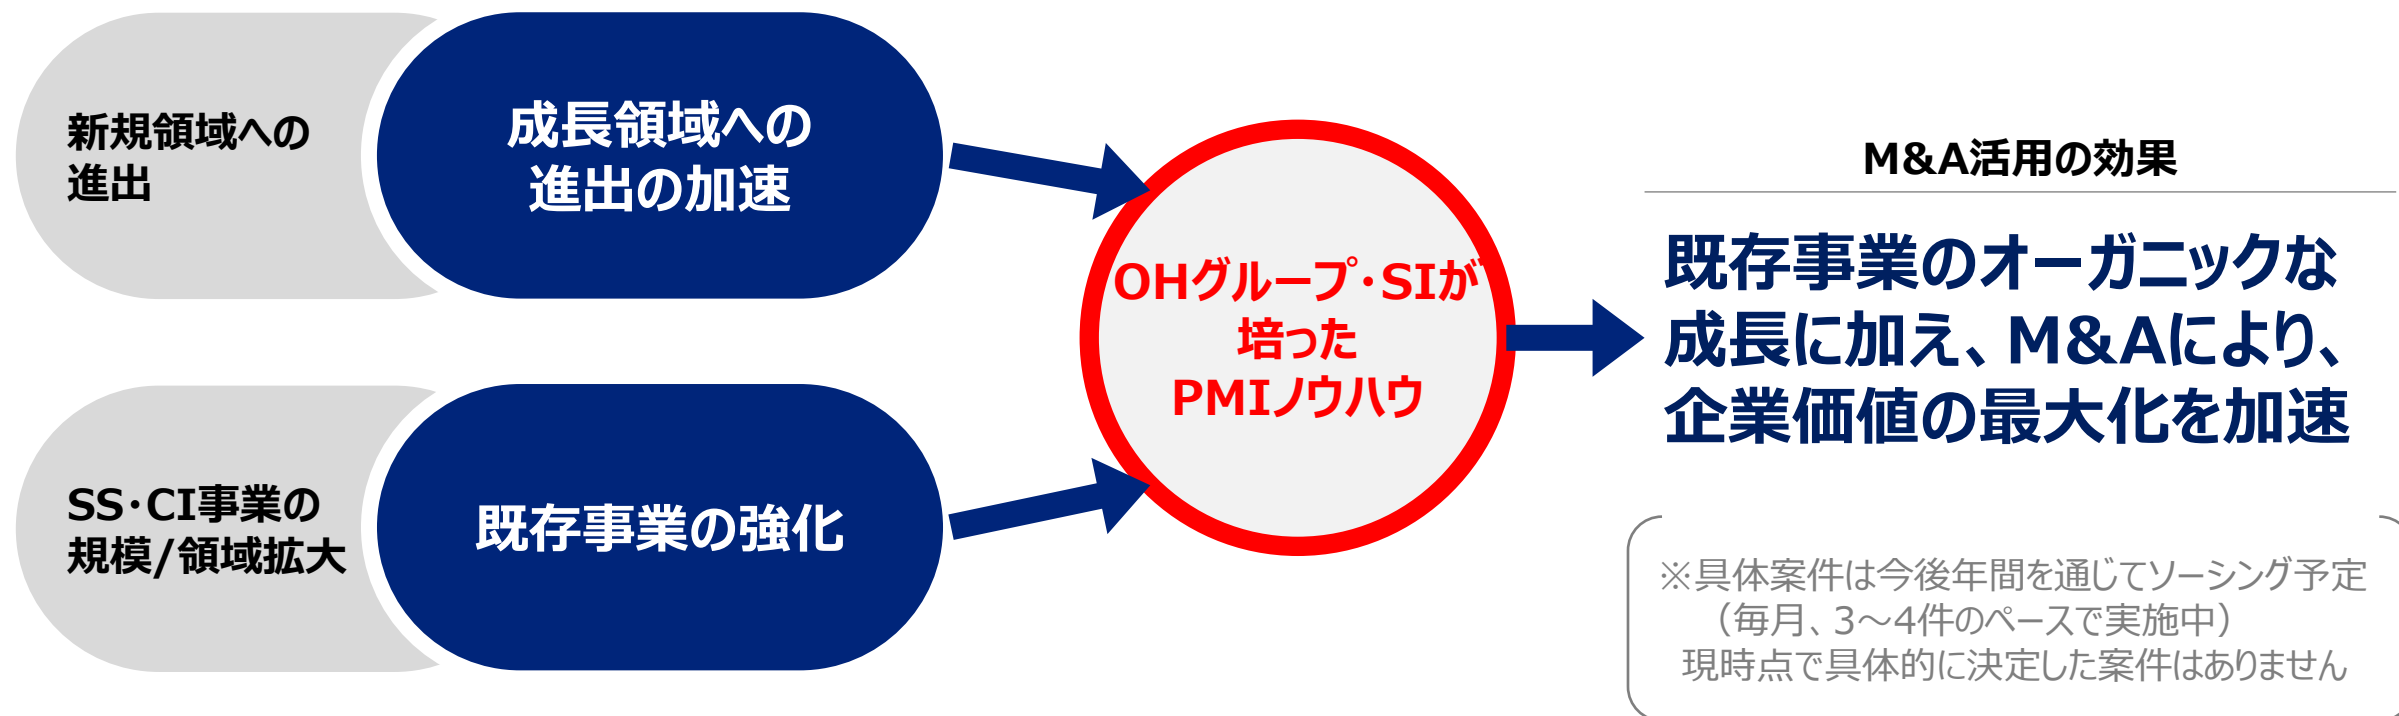 新規領域への
進出
成長領域への
進出の加速
SS・CI事業の
規模/領域拡大
既存事業の強化
OHグループ・SIが
培った
PMIノウハウ
M&A活用の効果
既存事業のオーガニックな
成長に加え、M&Aにより、
企業価値の最大化を加速
※具体案件は今後年間を通じてソーシング予定
（毎月、3～4件のペースで実施中）
現時点で具体的に決定した案件はありません